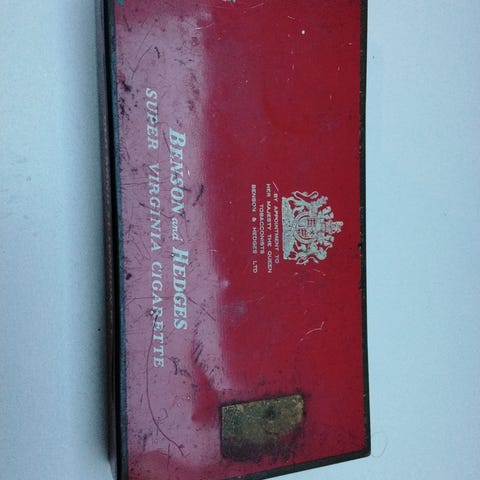 BY APPOINTMENT TO
HER MAJESTY THE QUEEN
TOBACCONISTS
BENSON & HEDGES LTD
BENSON and HEDGES
SUPER VIRGINIA CIGARETTE